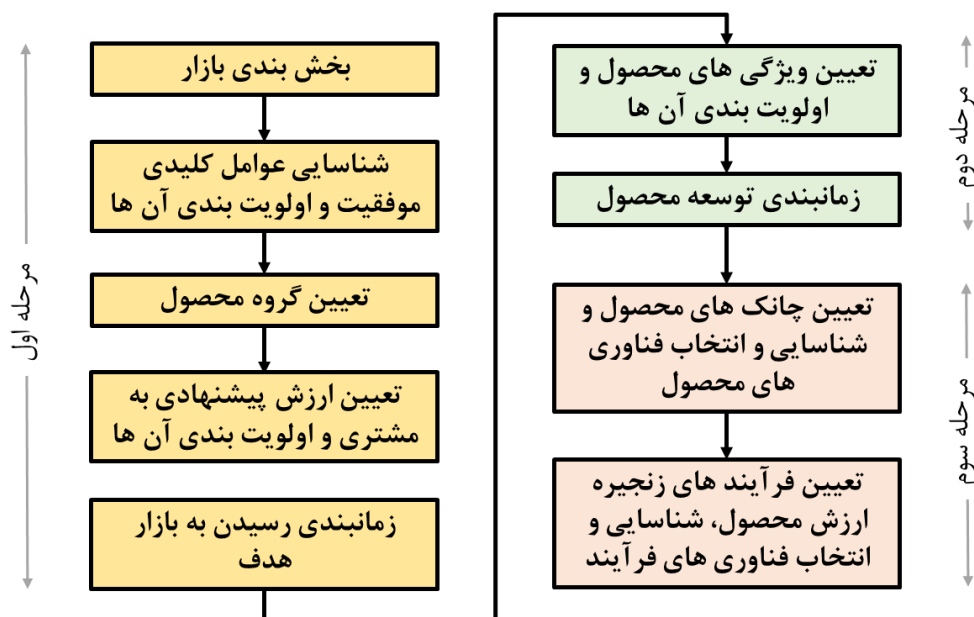 مرحله اول
بخش بندی بازار
شناسایی عوامل کلیدی
موفقیت و اولویت بندی آن ها
تعیین گروه محصول
تعیین ارزش پیشنهادی به
مشتری و اولویت بندی آن ها
زمانبندی رسیدن به بازار
هدف
مرحله دوم
تعیین ویژگی های محصول و
اولویت بندی آن ها
زمانبندی توسعه محصول
مرحله سوم
تعیین چانک های محصول و
شناسایی و انتخاب فناوری
های محصول
تعیین فرآیند های زنجیره
ارزش محصول، شناسایی و
انتخاب فناوری های فرآیند